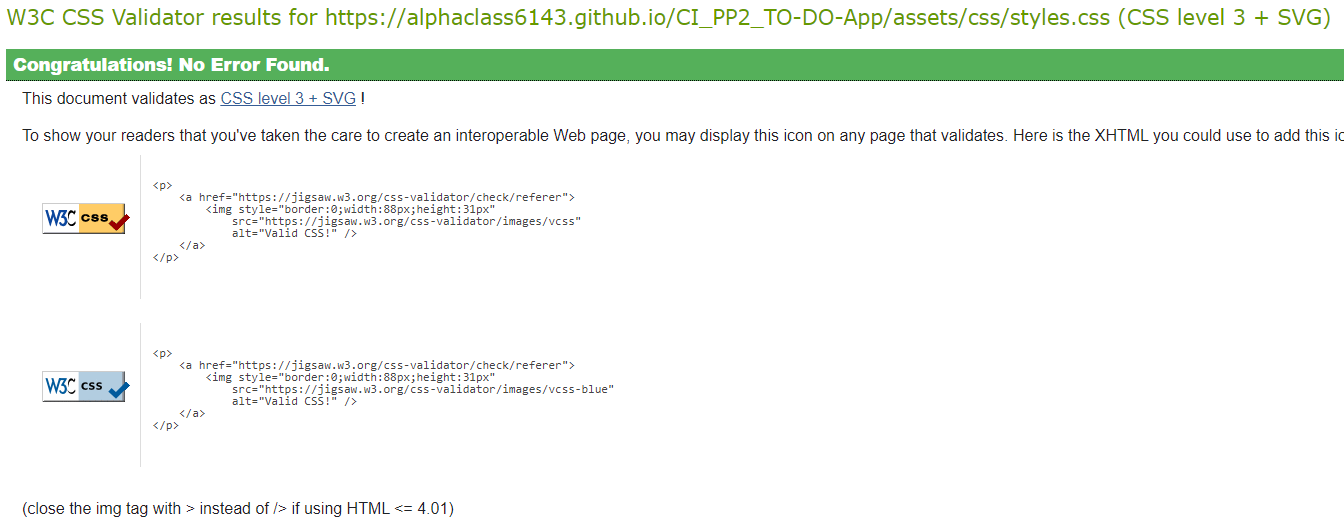 W3C CSS Validator results for https://alphaclass6143.github.io/CI_PP2_TO-DO-App/assets/css/styles.css (CSS level 3 + SVG)
Congratulations! No Error Found.
This document validates as CSS level 3 + SVG !
To show your readers that you've taken the care to create an interoperable Web page, you may display this icon on any page that validates. Here is the XHTML you could use to add this
W3C css
<p>
<a href="https://jigsaw.w3.org/css-validator/check/referer">
<img style="border:0;width:88px;height:31px"
src="https://jigsaw.w3.org/css-validator/images/vcss"
alt="Valid CSS!" />
</a>
</p>
W3C css
<p>
<a href="https://jigsaw.w3.org/css-validator/check/referer">
<img style="border:0;width:88px;height:31px"
src="https://jigsaw.w3.org/css-validator/images/vcss-blue"
alt="Valid CSS!" />
</a>
</p>
(close the img tag with > instead of /> if using HTML <= 4.01)